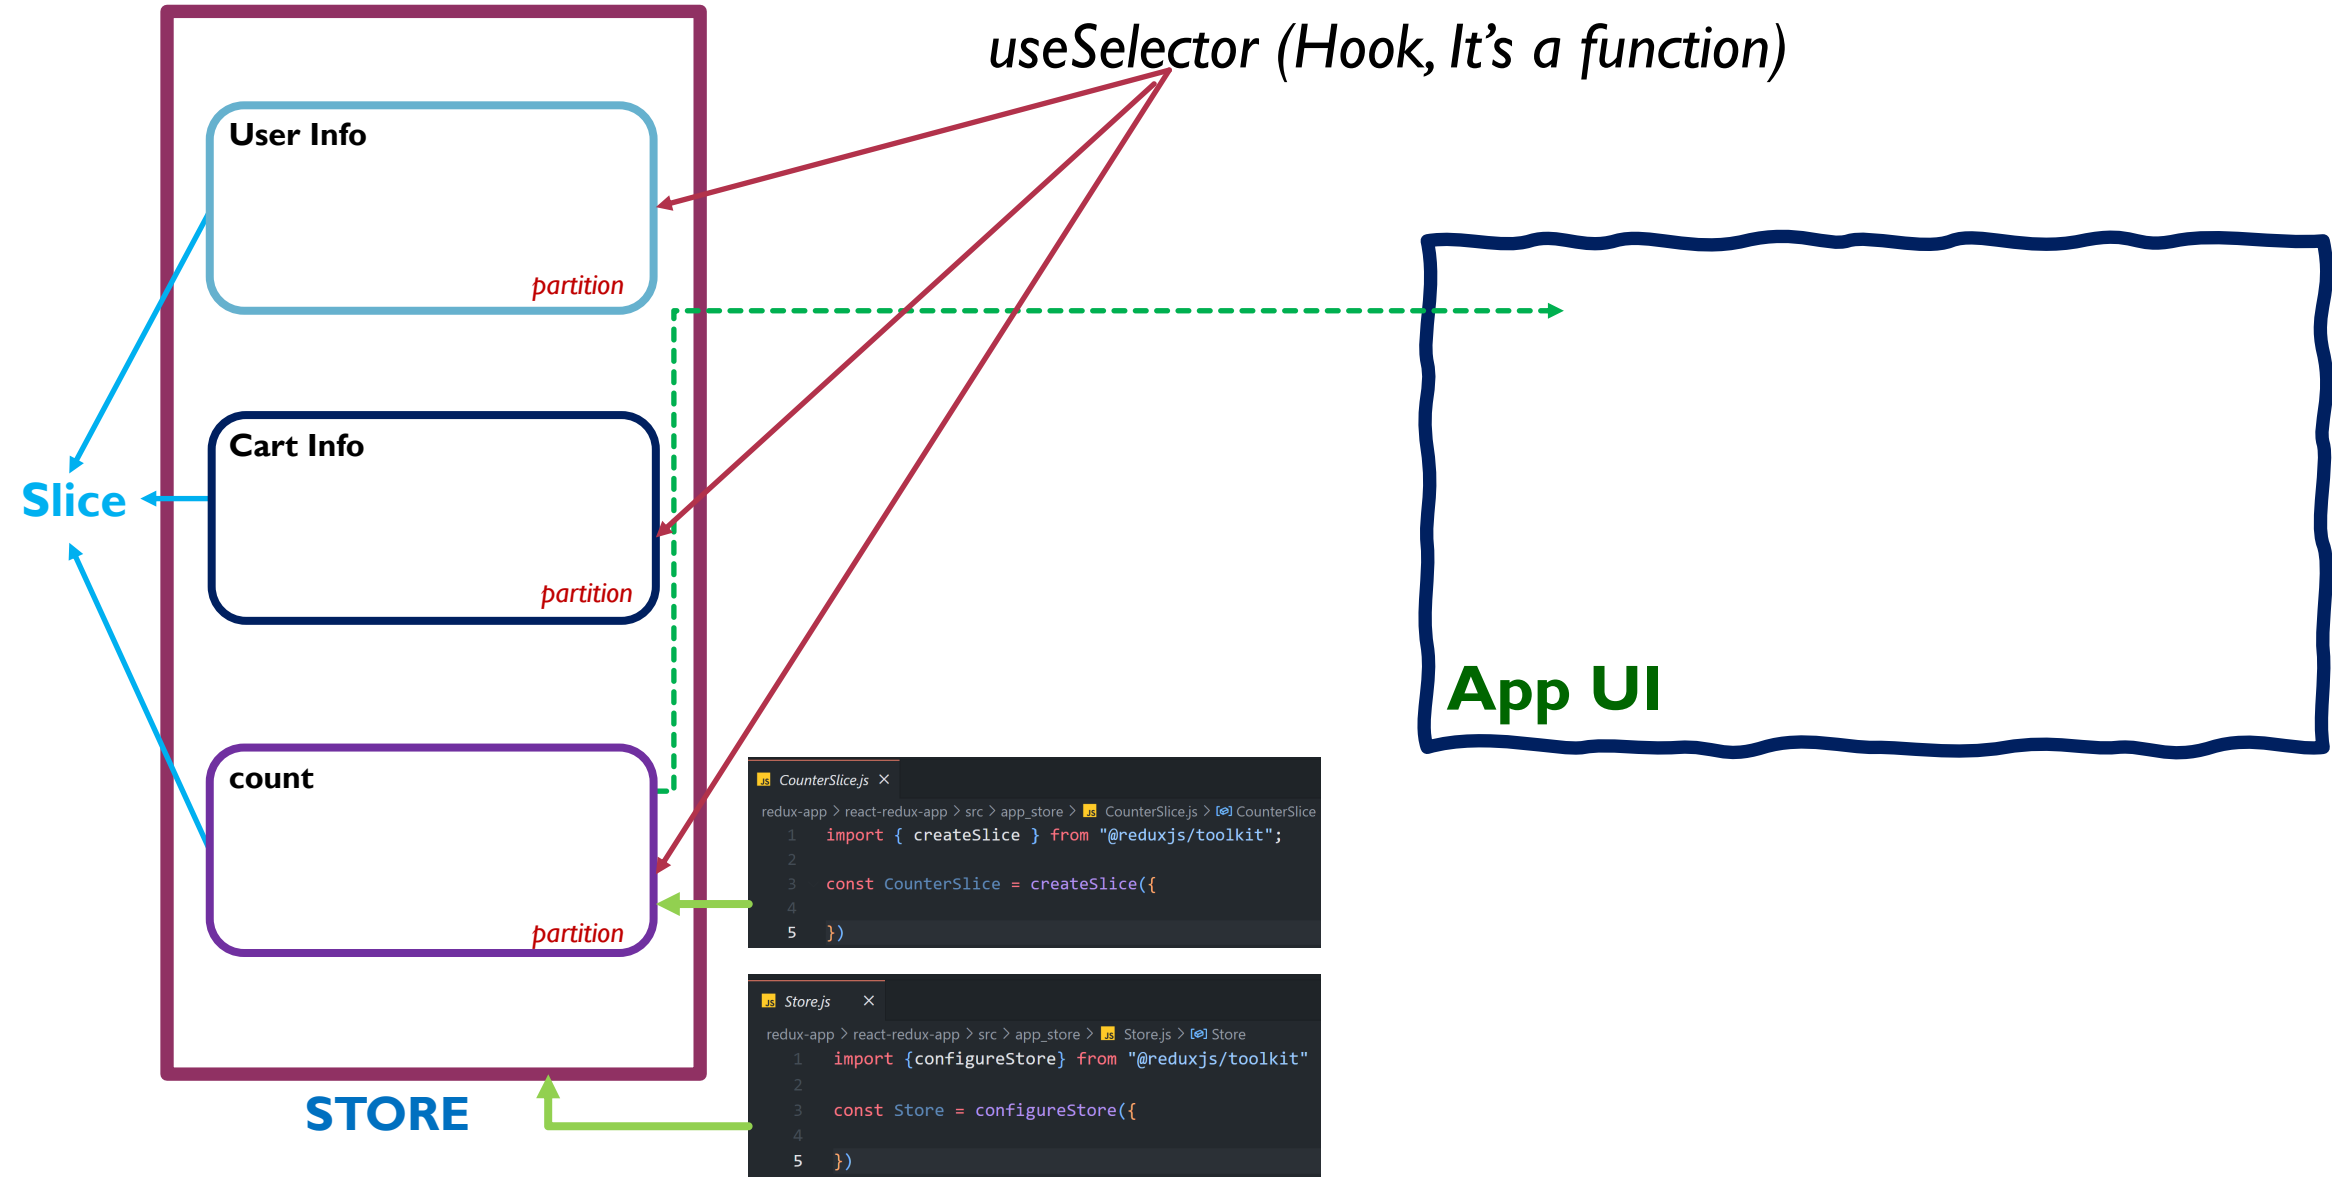 useSelector (Hook, It's a function)
User Info
partition
Cart Info
partition
Slice
count
partition
STORE
App UI
CounterSlice.js ×
redux-app > react-redux-app > src > app_store > JS CounterSlice.js > CounterSlice
1 import { createSlice } from "@reduxjs/toolkit";
2
3 const CounterSlice = createSlice({
4
5 })
JS Store.js ×
redux-app > react-redux-app > src > app_store > JS Store.js > Store
1 import {configureStore} from "@reduxjs/toolkit"
2
3 const Store = configureStore({
4
5 })